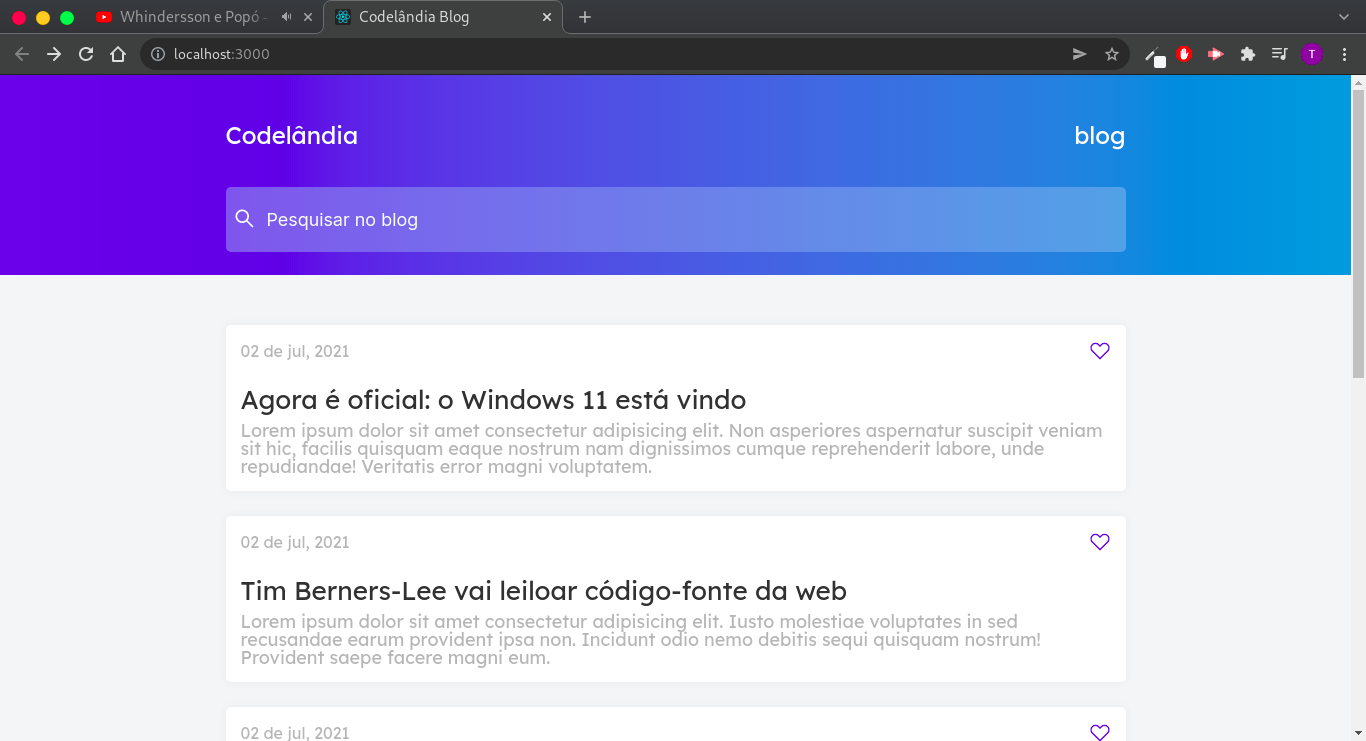 Whindersson e Popó -
Codelândia Blog
localhost:3000
T
Codelândia
blog
Pesquisar no blog
02 de jul, 2021
Agora é oficial: o Windows 11 está vindo
Lorem ipsum dolor sit amet consectetur adipisicing elit. Non asperiores aspernatur suscipit veniam
sit hic, facilis quisquam eaque nostrum nam dignissimos cumque reprehenderit labore, unde
repudiandae! Veritatis error magni voluptatem.
02 de jul, 2021
Tim Berners-Lee vai leiloar código-fonte da web
Lorem ipsum dolor sit amet consectetur adipisicing elit. Iusto molestiae voluptates in sed
recusandae earum provident ipsa non. Incidunt odio nemo debitis sequi quisquam nostrum!
Provident saepe facere magni eum.
02 de jul, 2021